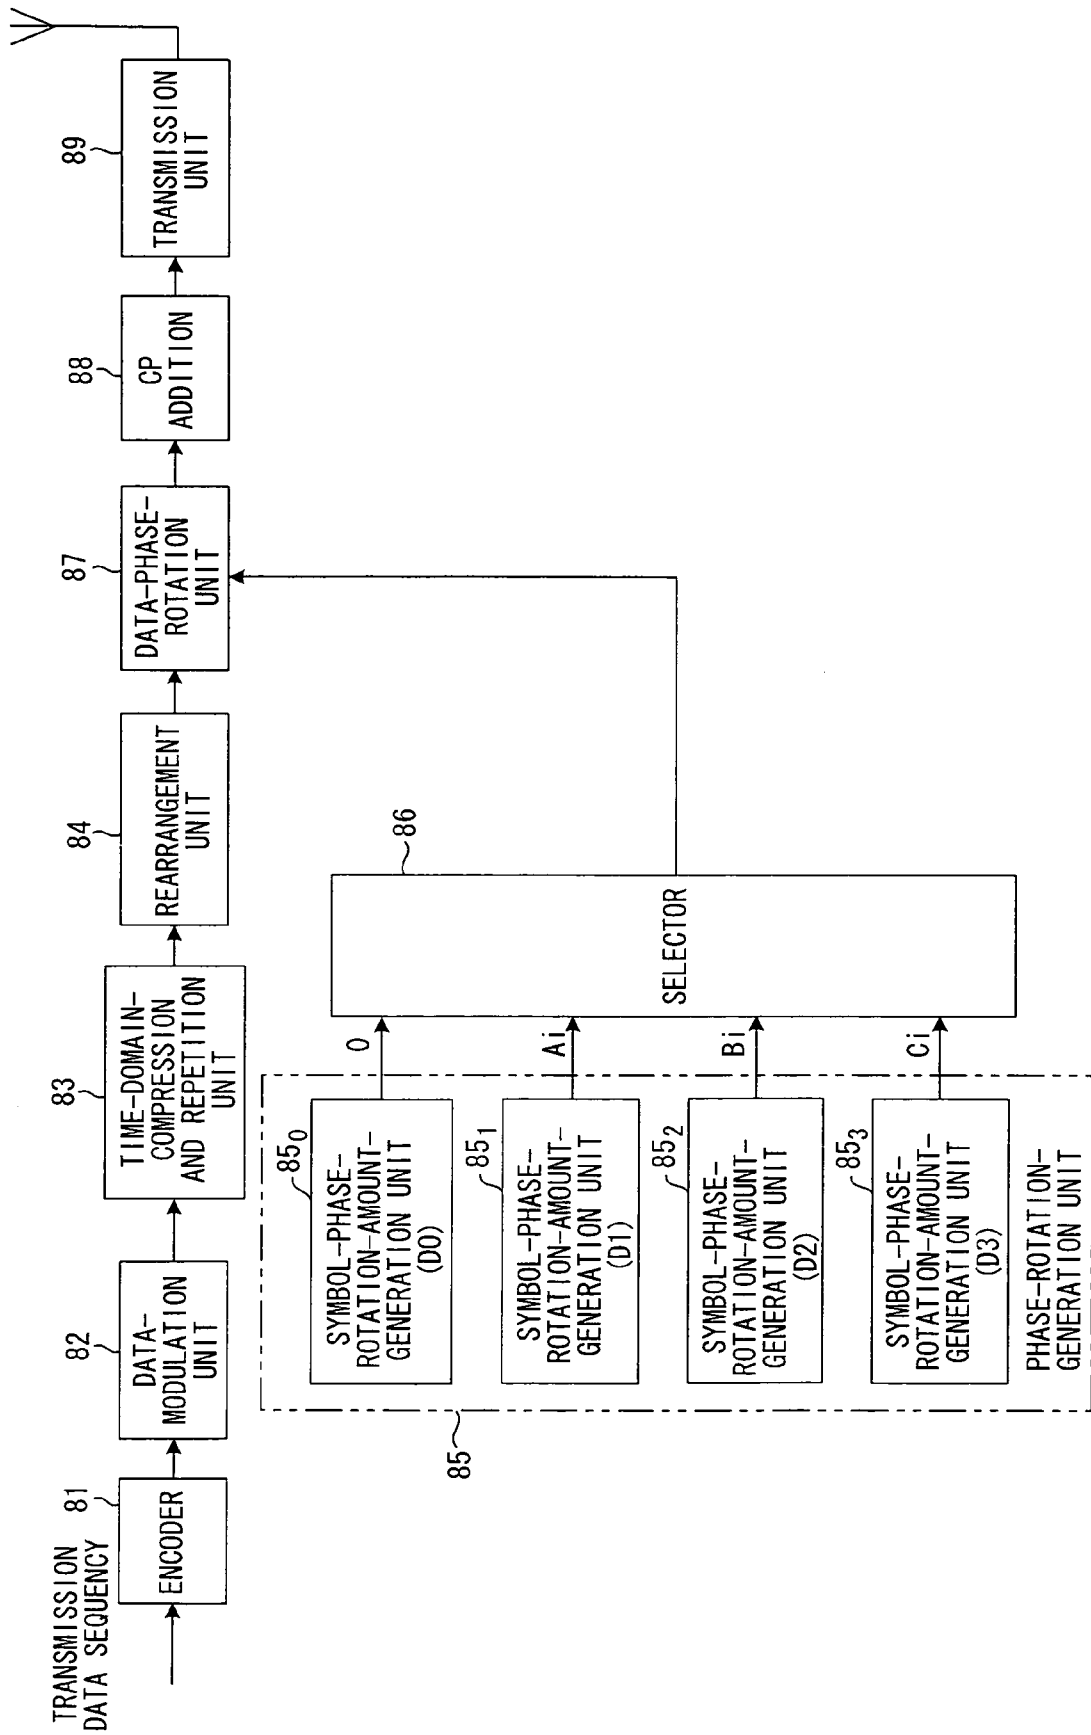 TRANSMISSION
DATA SEQUENCY
81
ENCODER
82
DATA-
MODULATION
UNIT
83
TIME-DOMAIN-
COMPRESSION
AND REPETITION
UNIT
84
REARRANGEMENT
UNIT
87
DATA-PHASE-
ROTATION
UNIT
88
CP
ADDITION
89
TRANSMISSION
UNIT
85
85₀
SYMBOL-PHASE-
ROTATION-AMOUNT-
GENERATION UNIT
(D0)
0
85₁
SYMBOL-PHASE-
ROTATION-AMOUNT-
GENERATION UNIT
(D1)
Ai
85₂
SYMBOL-PHASE-
ROTATION-AMOUNT-
GENERATION UNIT
(D2)
Bi
85₃
SYMBOL-PHASE-
ROTATION-AMOUNT-
GENERATION UNIT
(D3)
Ci
PHASE-ROTATION-
GENERATION UNIT
86
SELECTOR